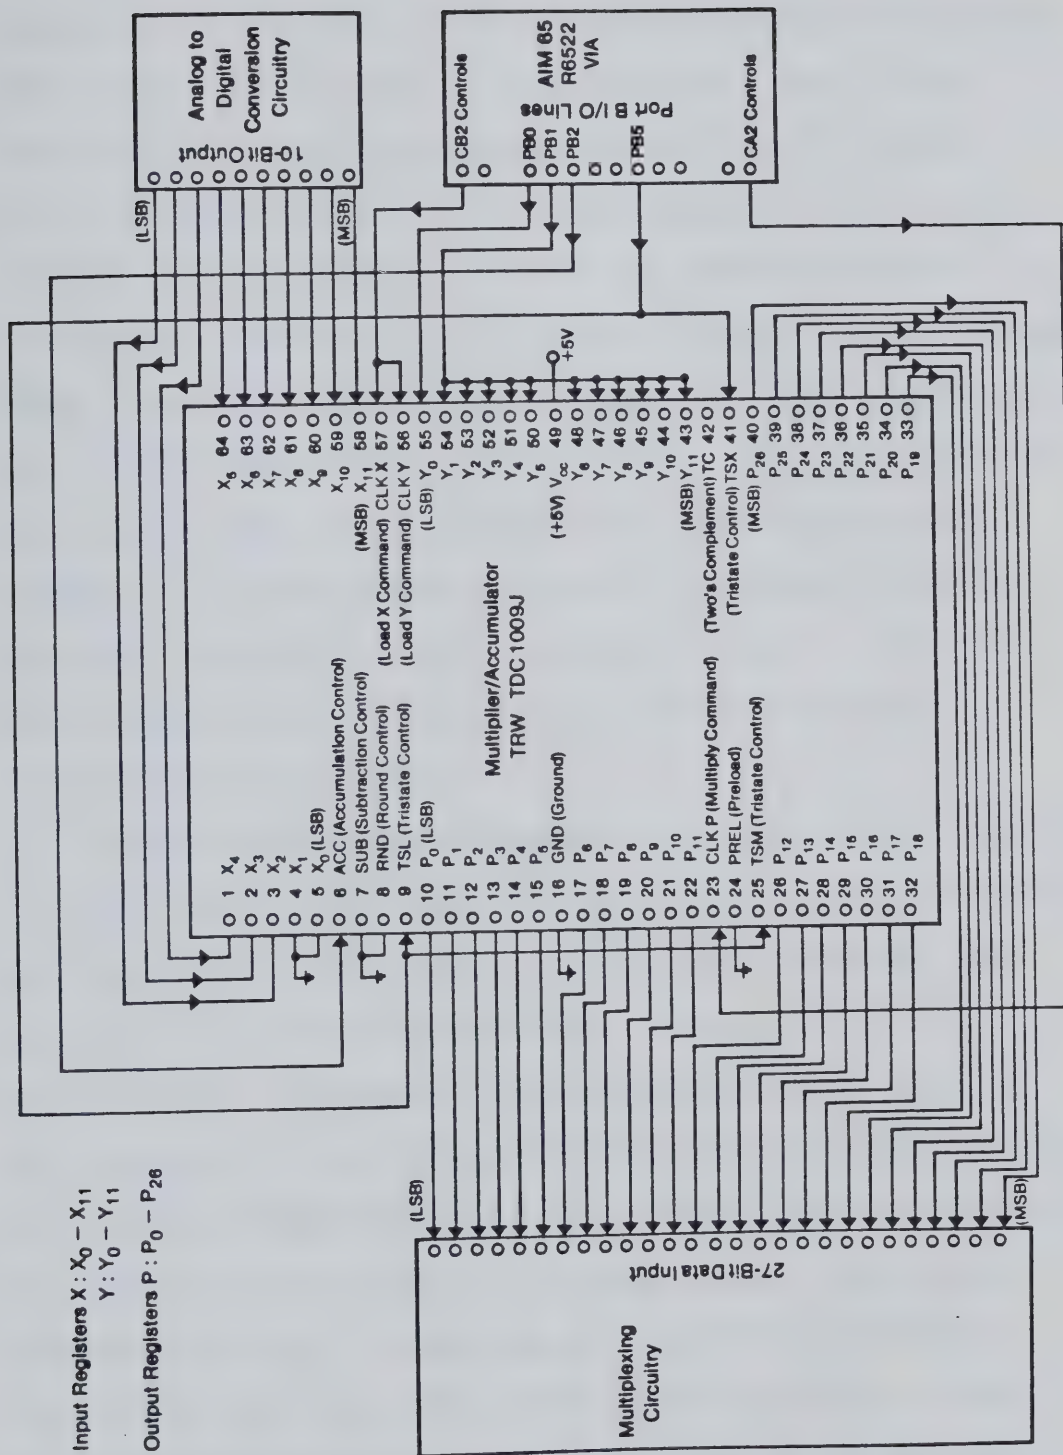 Analog to
Digital
Conversion
Circuitry
10-Bit Output
(LSB)
(MSB)
AIM 65
R6522
VIA
Port B I/O Lines
CB2 Controls
PB0
PB1
PB2
PB5
CA2 Controls
X₅ 64
X₆ 63
X₇ 62
X₈ 61
X₉ 60
X₁₀ 59
(MSB) X₁₁ 58
(Load X Command) CLK X 57
(Load Y Command) CLK Y 56
(LSB) Y₀ 55
Y₁ 54
Y₂ 53
Y₃ 52
Y₄ 51
Y₅ 50
(+5V) Vcc 49
+5V
Y₆ 48
Y₇ 47
Y₈ 46
Y₉ 45
Y₁₀ 44
(MSB) Y₁₁ 43
(Two's Complement) TC 42
(Tristate Control) TSX 41
(MSB) P₂₆ 40
P₂₅ 39
P₂₄ 38
P₂₃ 37
P₂₂ 36
P₂₁ 35
P₂₀ 34
P₁₉ 33
Multiplier/Accumulator
TRW TDC1009J
1 X₄
2 X₃
3 X₂
4 X₁
5 X₀ (LSB)
6 ACC (Accumulation Control)
7 SUB (Subtraction Control)
8 RND (Round Control)
9 TSL (Tristate Control)
10 P₀ (LSB)
11 P₁
12 P₂
13 P₃
14 P₄
15 P₅
16 GND (Ground)
17 P₆
18 P₇
19 P₈
20 P₉
21 P₁₀
22 P₁₁
23 CLK P (Multiply Command)
24 PREL (Preload)
25 TSM (Tristate Control)
26 P₁₂
27 P₁₃
28 P₁₄
29 P₁₅
30 P₁₆
31 P₁₇
32 P₁₈
Input Registers X : X₀ – X₁₁
Y : Y₀ – Y₁₁
Output Registers P : P₀ – P₂₆
(LSB)
(MSB)
27-Bit Data Input
Multiplexing
Circuitry